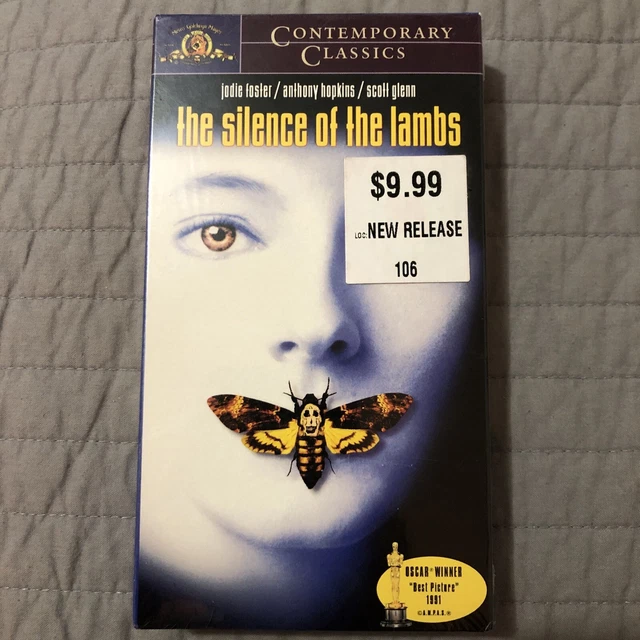 CONTEMPORARY
CLASSICS
jodie foster / anthony hopkins / scott glenn
the silence of the lambs
$9.99
LOC: NEW RELEASE
106
OSCAR® WINNER
"Best Picture"
1991
©A.M.P.A.S.®